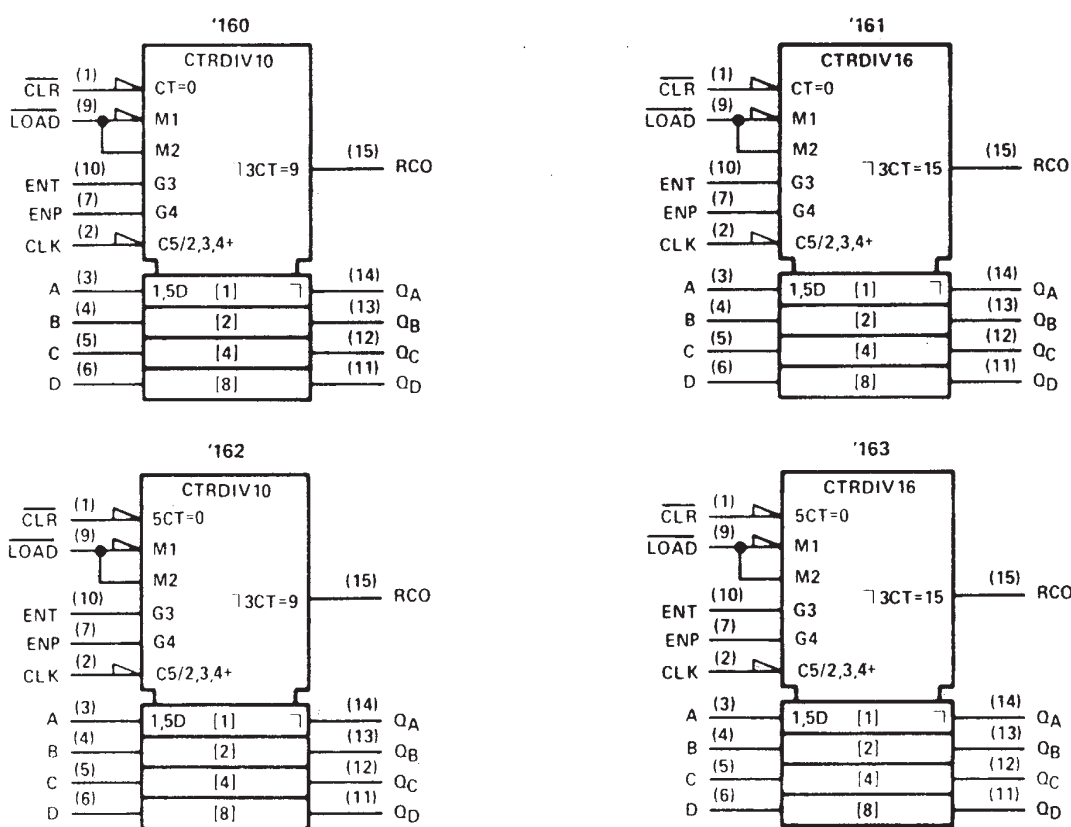 '160
CTRDIV10
CLR (1) CT=0
LOAD (9) M1
M2
ENT (10) G3
ENP (7) G4
CLK (2) C5/2,3,4+
┐3CT=9 (15) RCO
A (3) 1,5D [1] ┐ (14) QA
B (4) [2] (13) QB
C (5) [4] (12) QC
D (6) [8] (11) QD
'161
CTRDIV16
CLR (1) CT=0
LOAD (9) M1
M2
ENT (10) G3
ENP (7) G4
CLK (2) C5/2,3,4+
┐3CT=15 (15) RCO
A (3) 1,5D [1] ┐ (14) QA
B (4) [2] (13) QB
C (5) [4] (12) QC
D (6) [8] (11) QD
'162
CTRDIV10
CLR (1) 5CT=0
LOAD (9) M1
M2
ENT (10) G3
ENP (7) G4
CLK (2) C5/2,3,4+
┐3CT=9 (15) RCO
A (3) 1,5D [1] ┐ (14) QA
B (4) [2] (13) QB
C (5) [4] (12) QC
D (6) [8] (11) QD
'163
CTRDIV16
CLR (1) 5CT=0
LOAD (9) M1
M2
ENT (10) G3
ENP (7) G4
CLK (2) C5/2,3,4+
┐3CT=15 (15) RCO
A (3) 1,5D [1] ┐ (14) QA
B (4) [2] (13) QB
C (5) [4] (12) QC
D (6) [8] (11) QD